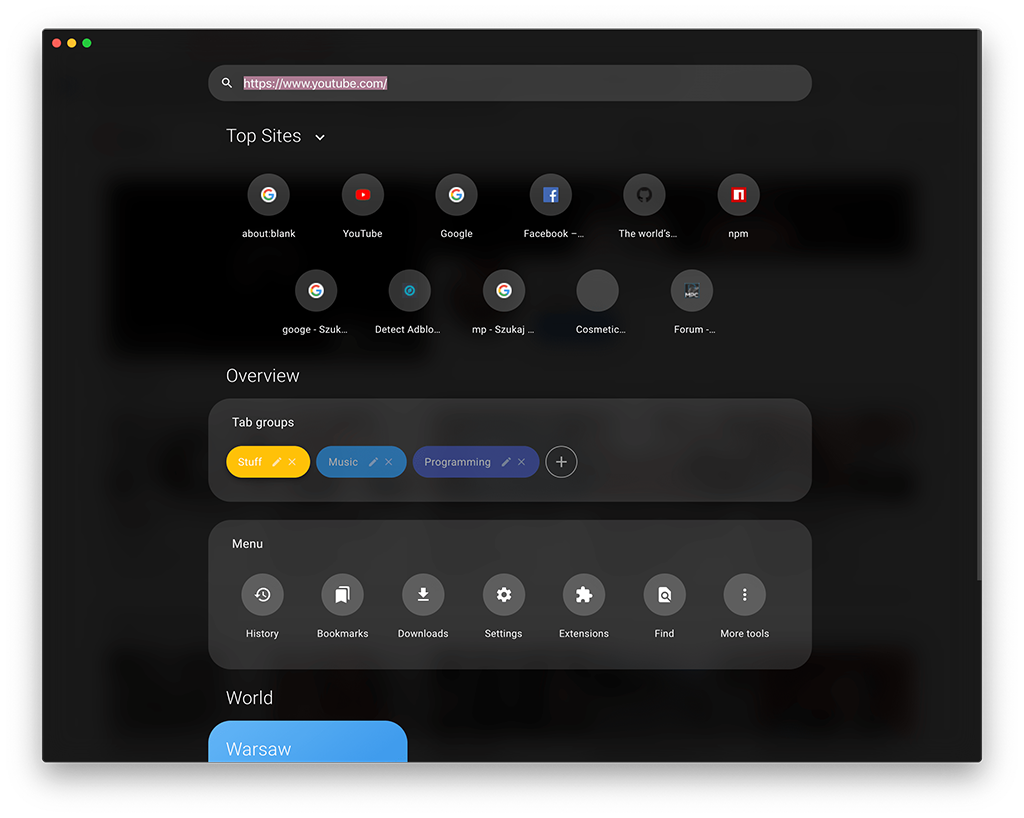 https://www.youtube.com/
Top Sites
about:blank YouTube Google Facebook –... The world's... npm
googe - Szuk... Detect Adblo... mp - Szukaj ... Cosmetic... Forum -...
Overview
Tab groups
Stuff Music Programming
Menu
History Bookmarks Downloads Settings Extensions Find More tools
World
Warsaw